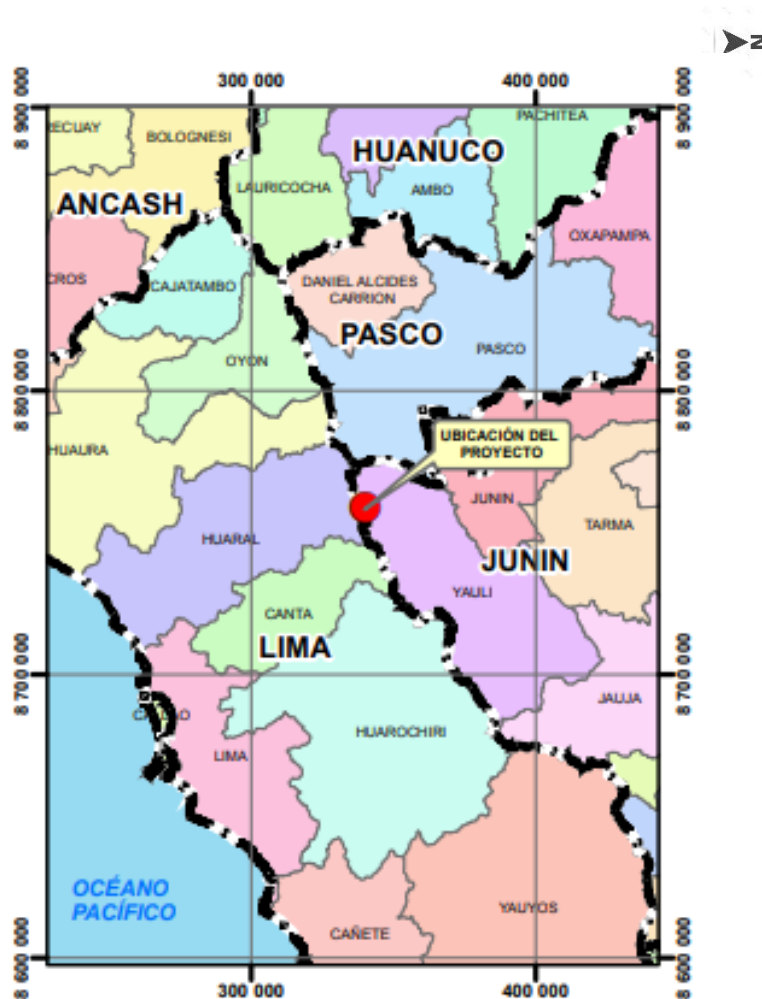 N
300 000
400 000
8 900 000
8 900 000
ECUAY
BOLOGNESI
PACHITEA
HUANUCO
LAURICOCHA
AMBO
ANCASH
OXAPAMPA
CROS
CAJATAMBO
DANIEL ALCIDES
CARRION
PASCO
PASCO
OYON
8 800 000
8 800 000
HUAURA
UBICACIÓN DEL
PROYECTO
JUNIN
TARMA
HUARAL
JUNIN
YAULI
CANTA
LIMA
8 700 000
8 700 000
JAUJA
HUAROCHIRI
LIMA
OCÉANO
PACÍFICO
YAUYOS
CAÑETE
8 600 000
8 600 000
300 000
400 000